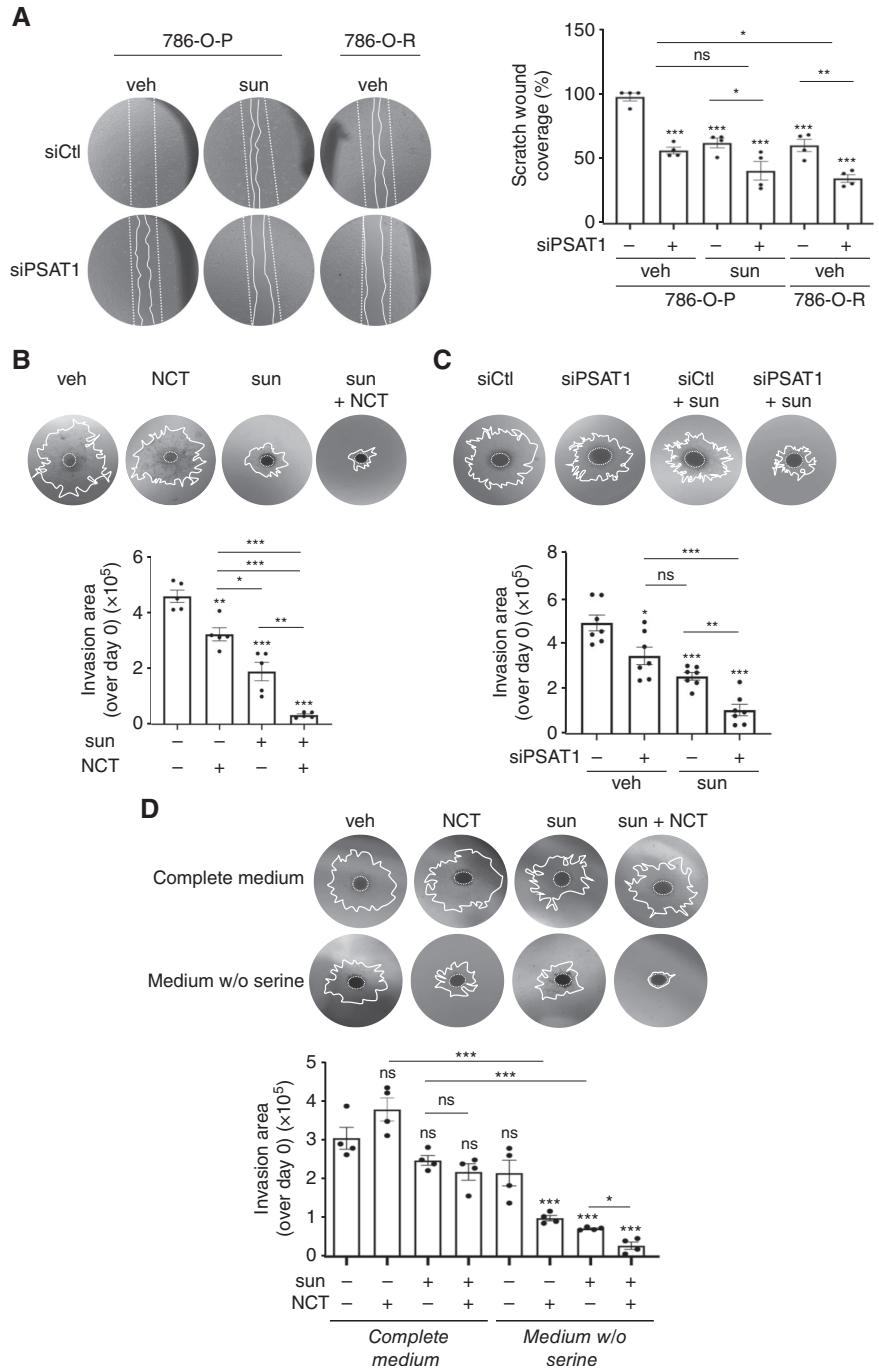 A
786-O-P
786-O-R
veh
sun
veh
siCtl
siPSAT1
Scratch wound
coverage (%)
150
100
50
0
*
ns
**
*
***
***
***
***
***
siPSAT1
– + – + – +
veh
sun
veh
786-O-P
786-O-R
B
veh
NCT
sun
sun
+ NCT
Invasion area
(over day 0) (×10⁵)
6
4
2
0
***
***
*
**
**
***
***
sun – – + +
NCT – + – +
C
siCtl
siPSAT1
siCtl
+ sun
siPSAT1
+ sun
Invasion area
(over day 0) (×10⁵)
8
6
4
2
0
***
ns
**
*
***
***
siPSAT1 – + – +
veh
sun
D
veh
NCT
sun
sun + NCT
Complete medium
Medium w/o serine
Invasion area
(over day 0) (×10⁵)
5
4
3
2
1
0
***
***
ns
ns
ns
ns
ns
*
***
***
***
sun – – + + – – + +
NCT – + – + – + – +
Complete
medium
Medium w/o
serine